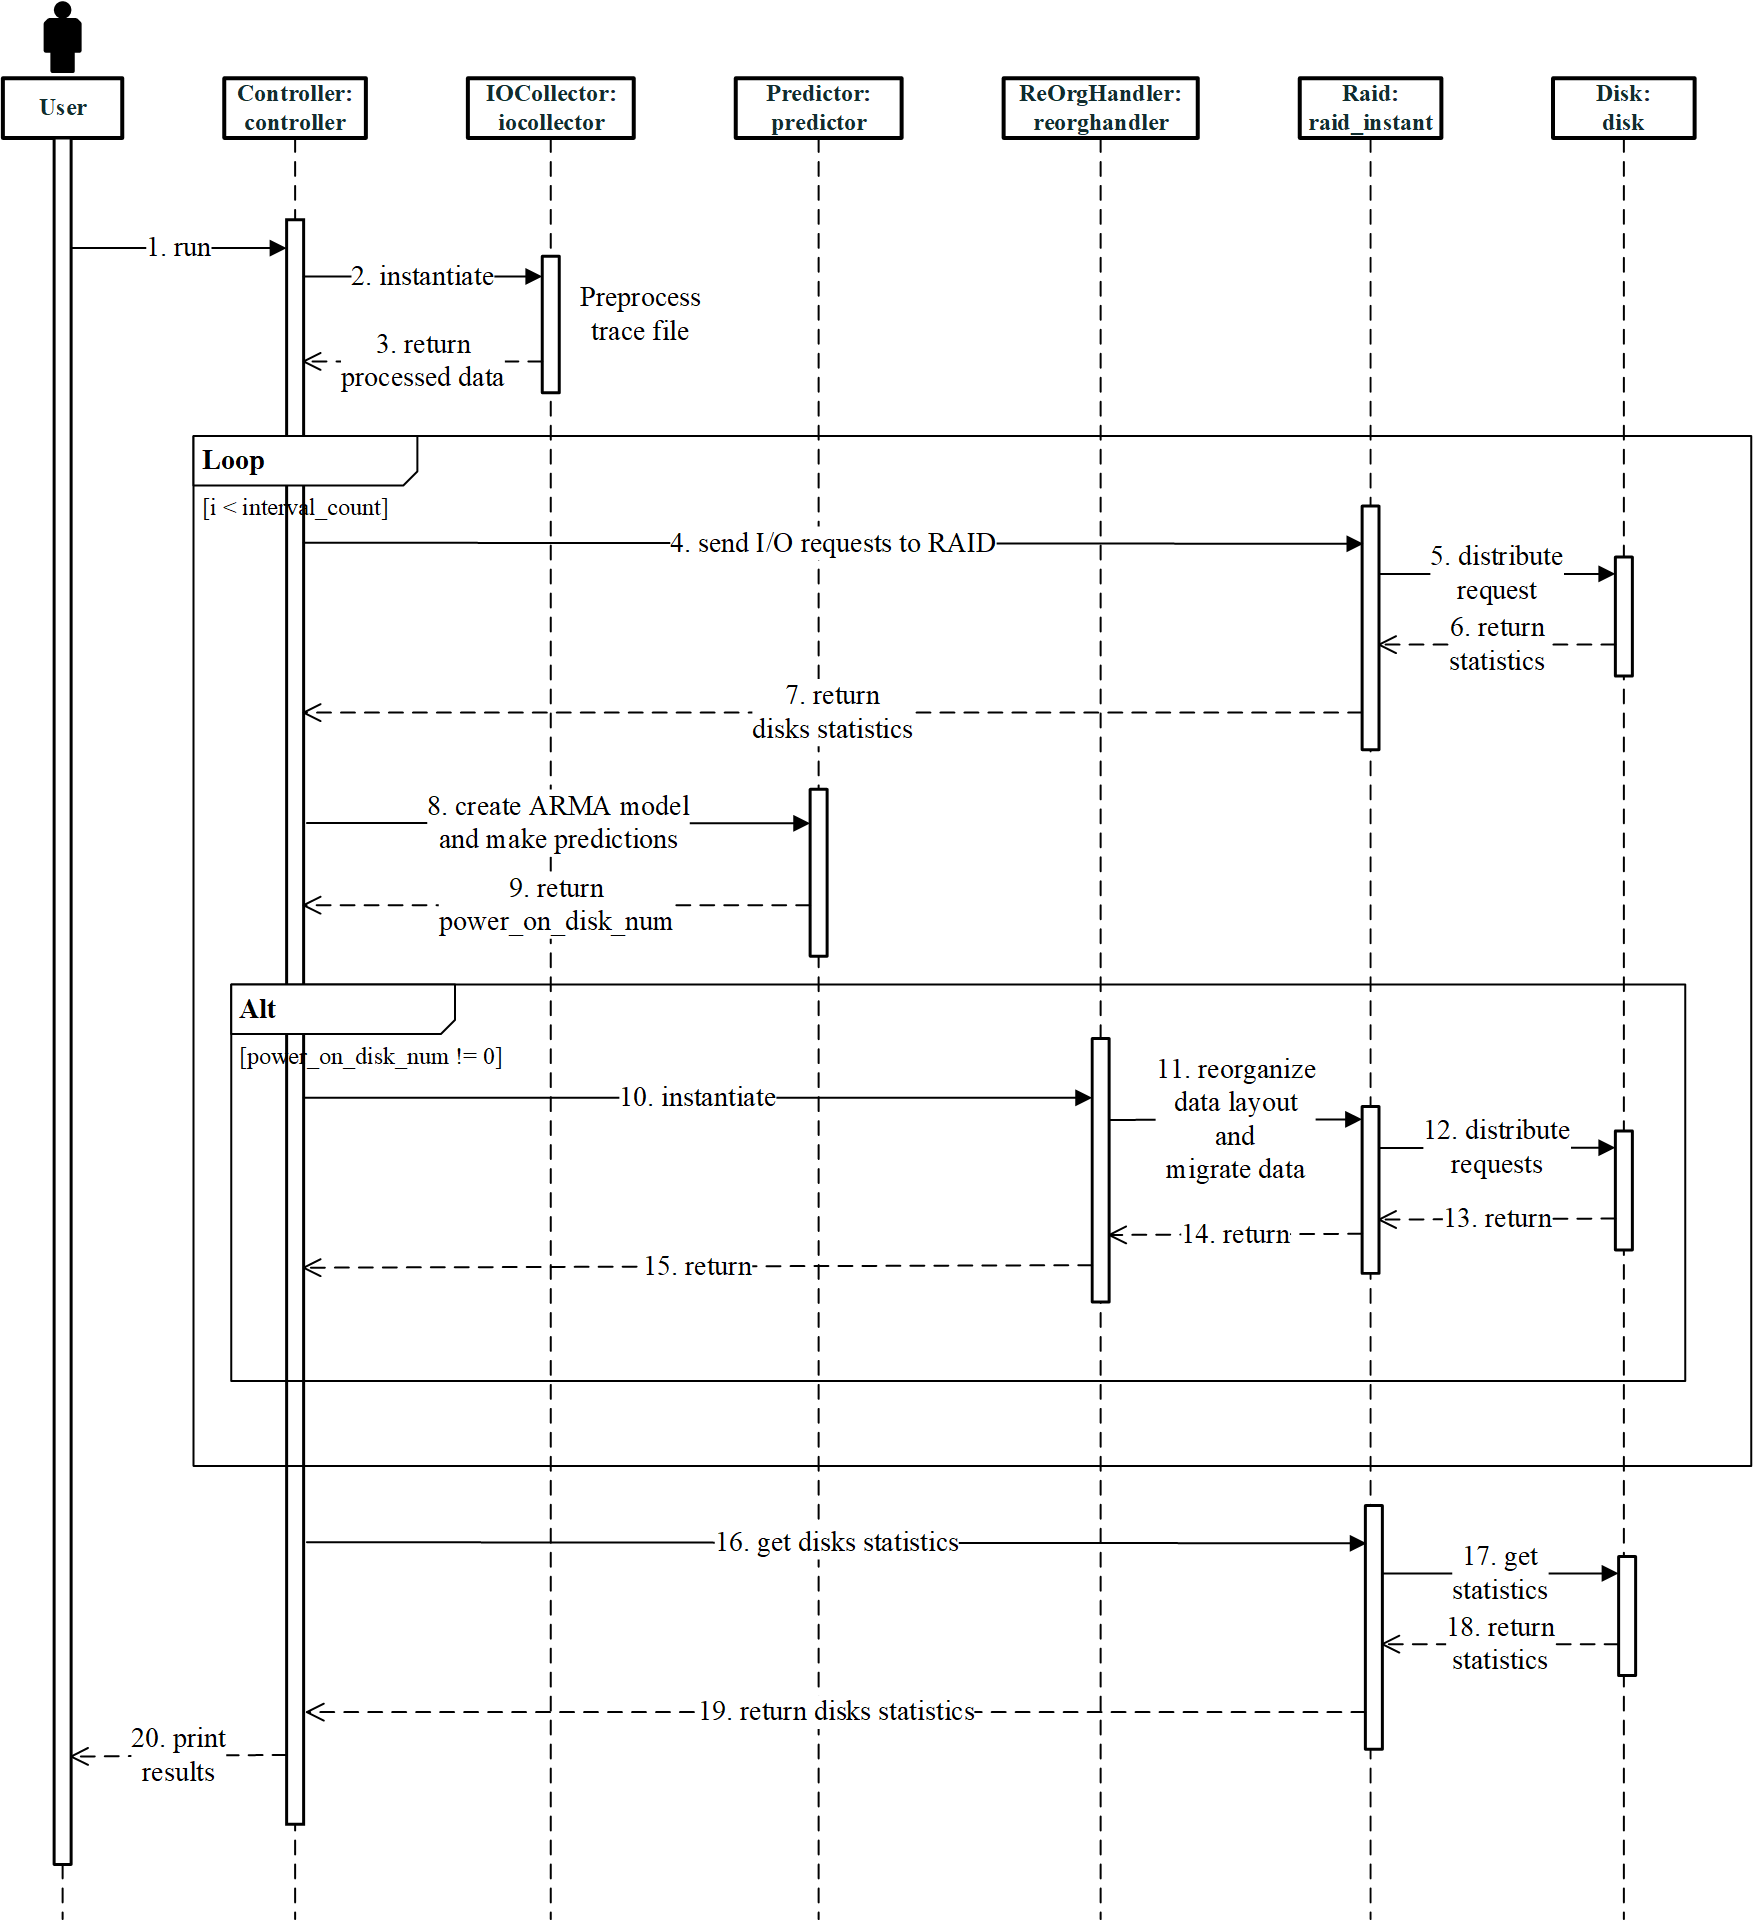 User
Controller:
controller
IOCollector:
iocollector
Predictor:
predictor
ReOrgHandler:
reorghandler
Raid:
raid_instant
Disk:
disk
1. run
2. instantiate
Preprocess
trace file
3. return
processed data
Loop
[i < interval_count]
4. send I/O requests to RAID
5. distribute
request
6. return
statistics
7. return
disks statistics
8. create ARMA model
and make predictions
9. return
power_on_disk_num
Alt
[power_on_disk_num != 0]
10. instantiate
11. reorganize
data layout
and
migrate data
12. distribute
requests
13. return
14. return
15. return
16. get disks statistics
17. get
statistics
18. return
statistics
19. return disks statistics
20. print
results